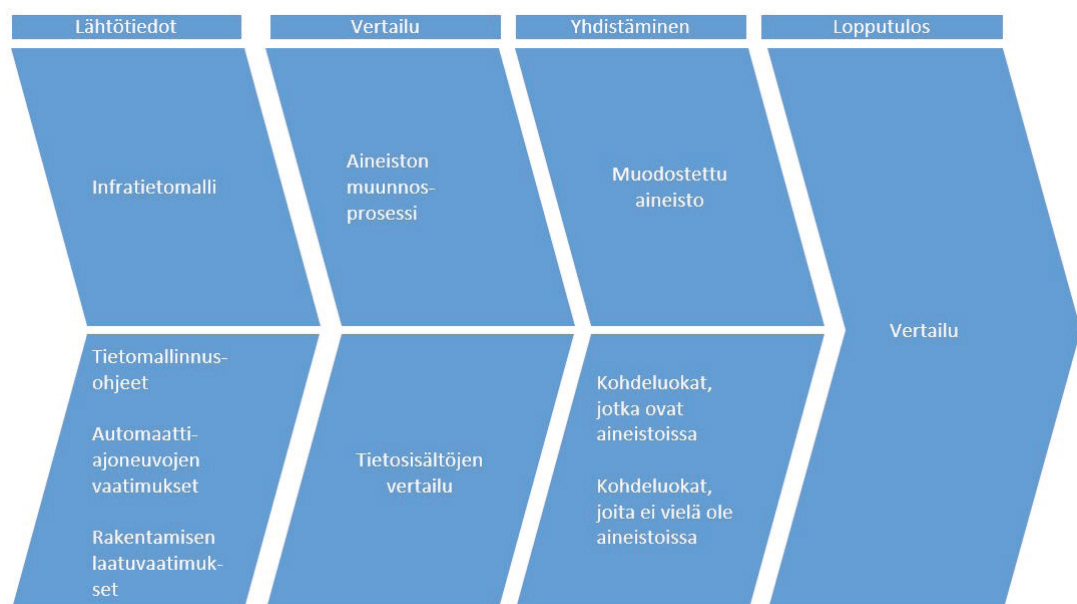 Lähtötiedot
Vertailu
Yhdistäminen
Lopputulos
Infratietomalli
Aineiston
muunnos-
prosessi
Muodostettu
aineisto
Vertailu
Tietomallinnus-
ohjeet
Automaatti-
ajoneuvojen
vaatimukset
Rakentamisen
laatuvaatimuk-
set
Tietosisältöjen
vertailu
Kohdeluokat,
jotka ovat
aineistoissa
Kohdeluokat,
joita ei vielä ole
aineistoissa